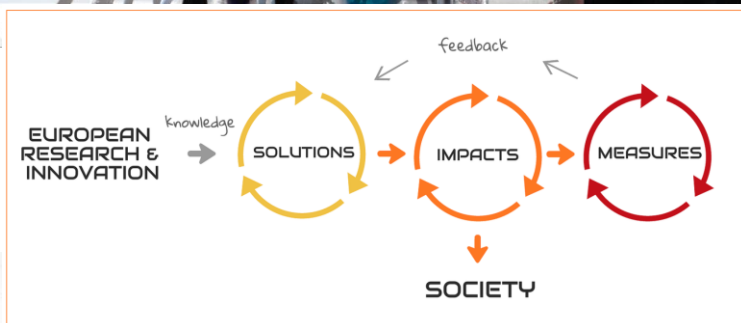 feedback
knowledge
EUROPEAN
RESEARCH &
INNOVATION
SOLUTIONS
IMPACTS
MEASURES
SOCIETY